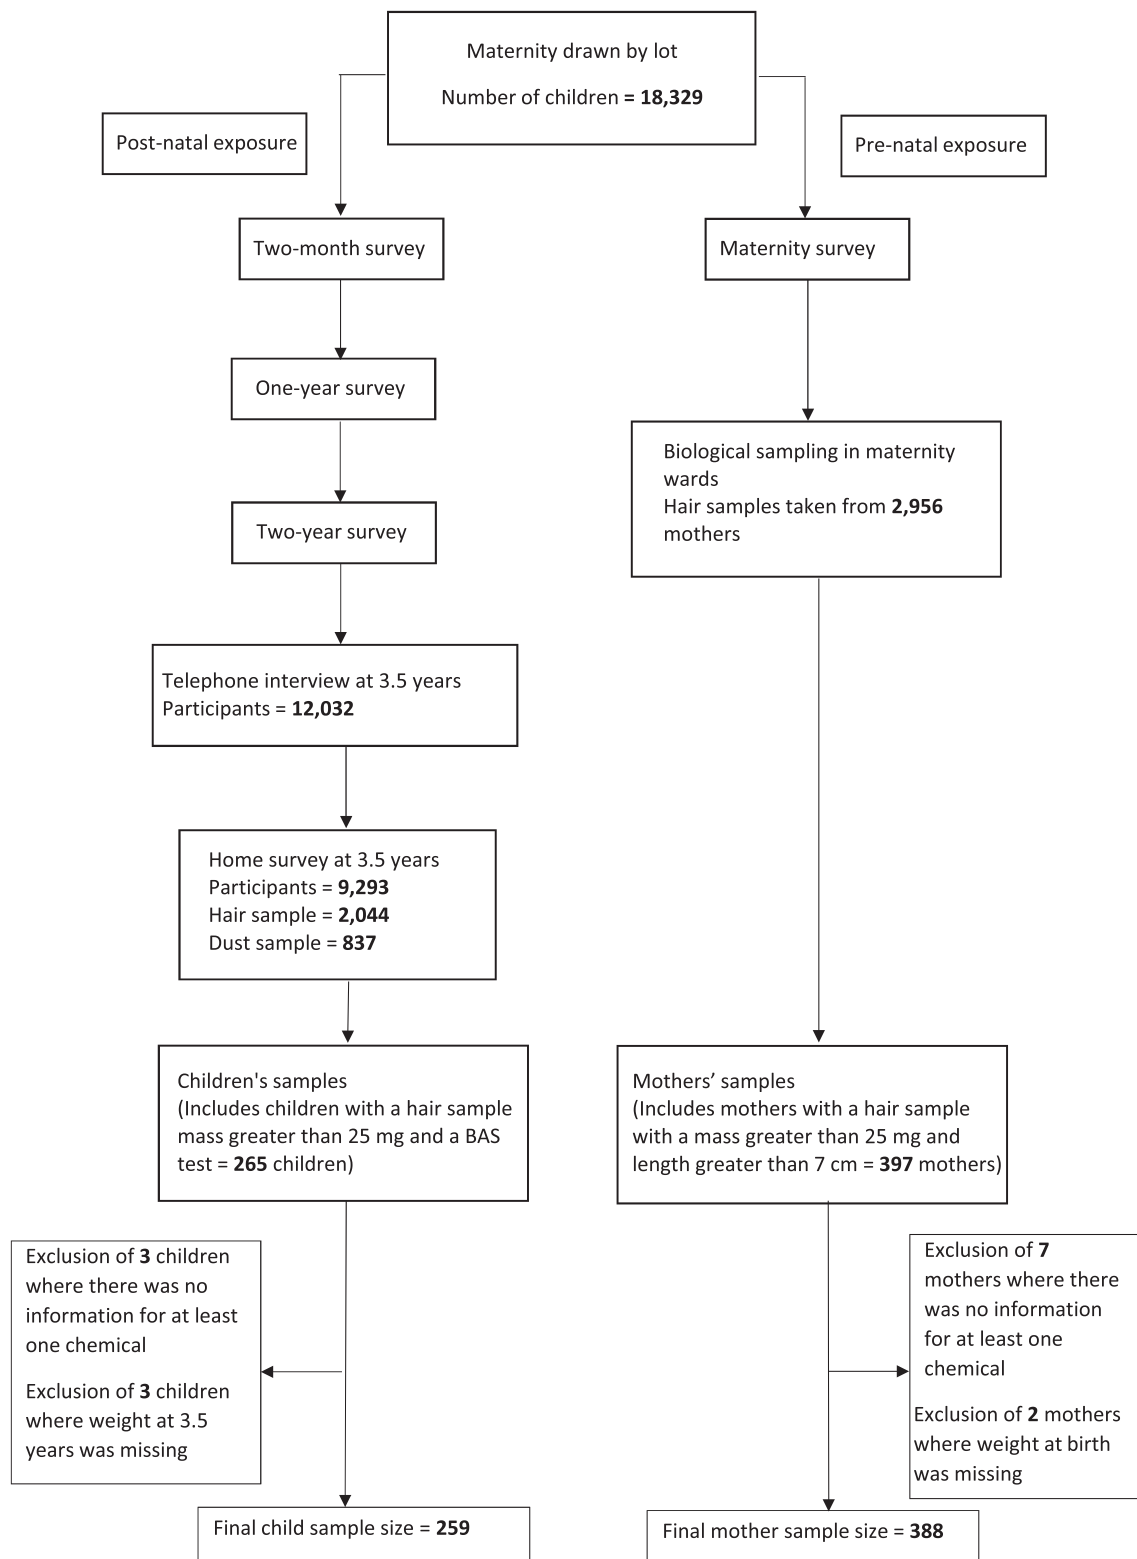 Maternity drawn by lot
Number of children = 18,329
Post-natal exposure
Pre-natal exposure
Two-month survey
Maternity survey
One-year survey
Two-year survey
Biological sampling in maternity
wards
Hair samples taken from 2,956
mothers
Telephone interview at 3.5 years
Participants = 12,032
Home survey at 3.5 years
Participants = 9,293
Hair sample = 2,044
Dust sample = 837
Children's samples
(Includes children with a hair sample
mass greater than 25 mg and a BAS
test = 265 children)
Mothers’ samples
(Includes mothers with a hair sample
with a mass greater than 25 mg and
length greater than 7 cm = 397 mothers)
Exclusion of 3 children
where there was no
information for at least
one chemical
Exclusion of 3 children
where weight at 3.5
years was missing
Exclusion of 7
mothers where there
was no information
for at least one
chemical
Exclusion of 2 mothers
where weight at birth
was missing
Final child sample size = 259
Final mother sample size = 388